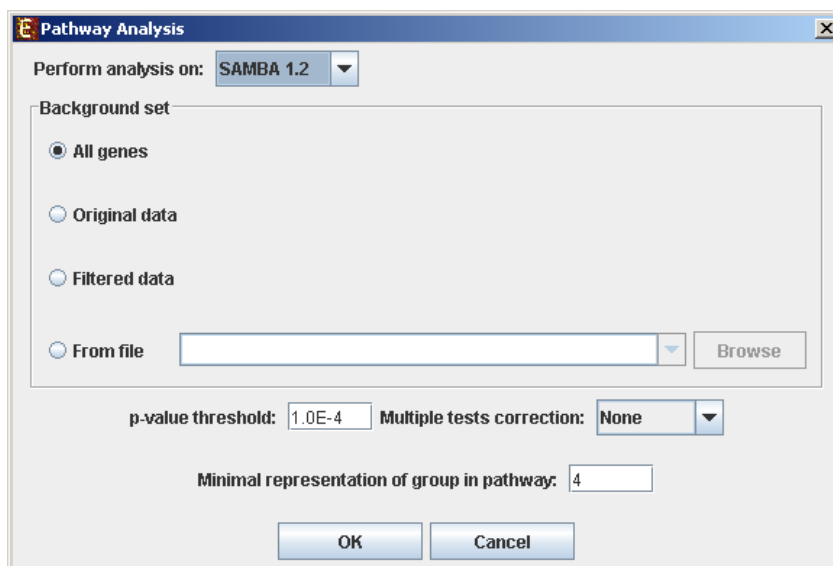 Pathway Analysis
Perform analysis on: SAMBA 1.2
Background set
All genes
Original data
Filtered data
From file Browse
p-value threshold: 1.0E-4 Multiple tests correction: None
Minimal representation of group in pathway: 4
OK Cancel